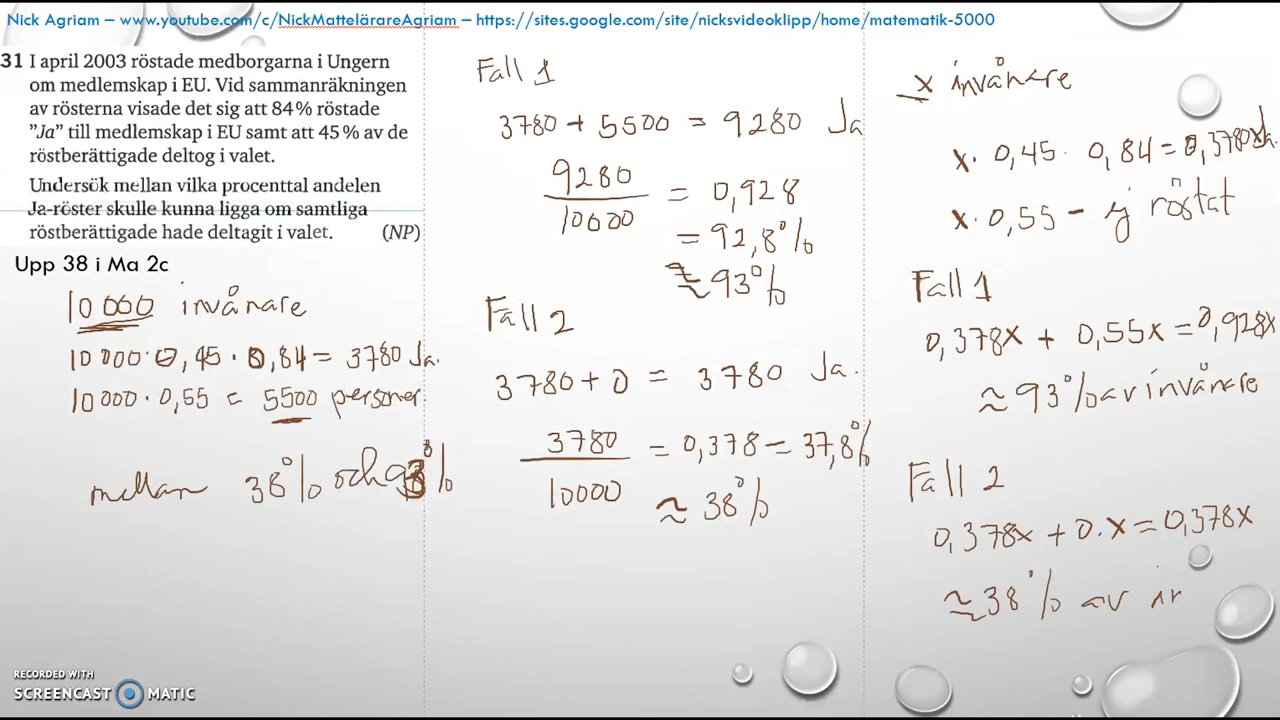 Nick Agriam – www.youtube.com/c/NickMattelärareAgriam – https://sites.google.com/site/nicksvideoklipp/home/matematik-5000
31 I april 2003 röstade medborgarna i Ungern
om medlemskap i EU. Vid sammanräkningen
av rösterna visade det sig att 84 % röstade
”Ja” till medlemskap i EU samt att 45 % av de
röstberättigade deltog i valet.
Undersök mellan vilka procenttal andelen
Ja-röster skulle kunna ligga om samtliga
röstberättigade hade deltagit i valet. (NP)
Upp 38 i Ma 2c
10 000 invånare
10 000 · 0,45 · 0,84 = 3780 Ja.
10 000 · 0,55 = 5500 personer.
mellan 38 % och 93 %
Fall 1
3780 + 5500 = 9280 Ja
9280
10000
= 0,928
= 92,8 %
≈ 93 %
Fall 2
3780 + 0 = 3780 Ja.
3780
10000
= 0,378 = 37,8 %
≈ 38 %
x invånare
x · 0,45 · 0,84 = 0,3780x Ja.
x · 0,55 – ej röstat
Fall 1
0,378x + 0,55x = 0,928x
≈ 93 % av invånare
Fall 2
0,378x + 0 · x = 0,378x
≈ 38 % av in
RECORDED WITH
SCREENCAST MATIC